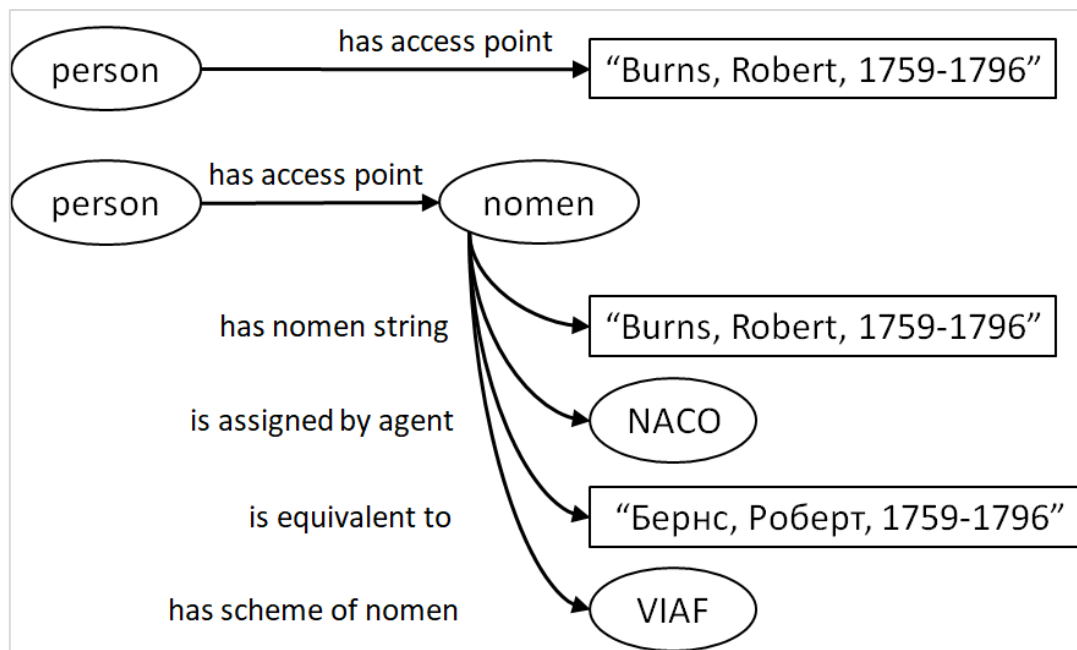 has access point
person
“Burns, Robert, 1759-1796”
has access point
person
nomen
has nomen string
“Burns, Robert, 1759-1796”
is assigned by agent
NACO
is equivalent to
“Бернс, Роберт, 1759-1796”
has scheme of nomen
VIAF